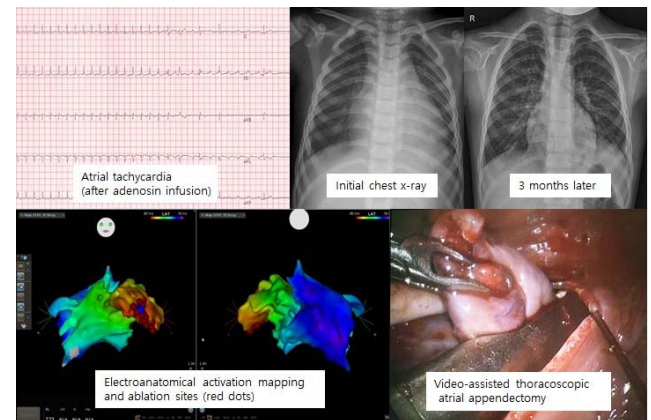 Atrial tachycardia
(after adenosin infusion)
Initial chest x-ray
R
3 months later
LAT
LAT
Electroanatomical activation mapping
and ablation sites (red dots)
Video-assisted thoracoscopic
atrial appendectomy